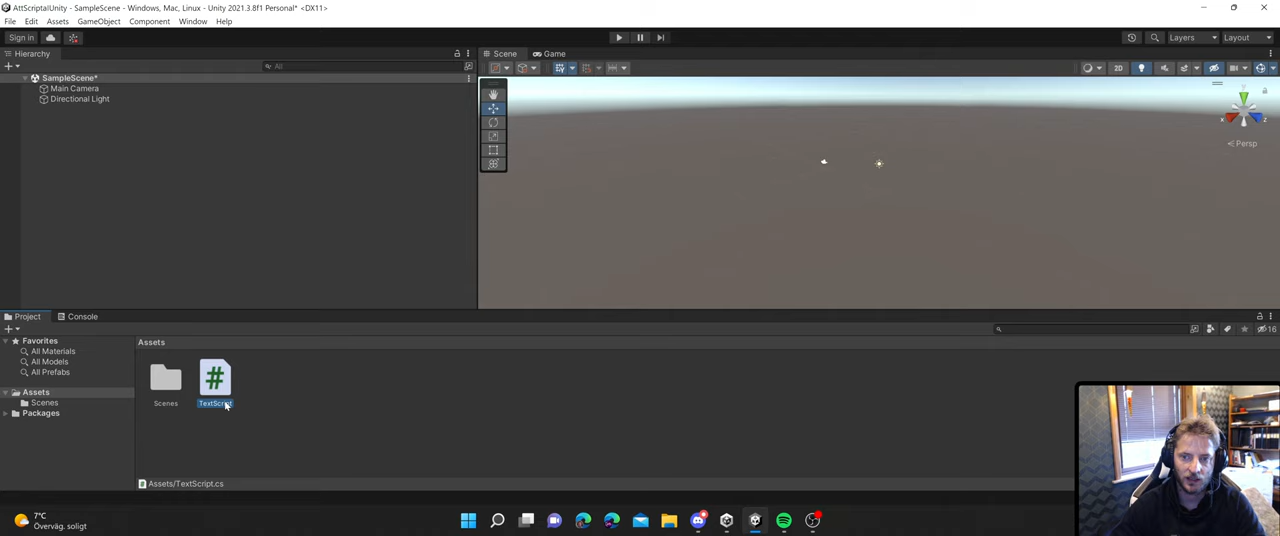 AttScriptaIUnity - SampleScene* - Windows, Mac, Linux - Unity 2021.3.8f1 Personal* <DX11>
File Edit Assets GameObject Component Window Help
Sign in
Layers Layout
Hierarchy
All
SampleScene*
Main Camera
Directional Light
Scene Game
2D
y
x z
Persp
Project Console
16
Favorites
All Materials
All Models
All Prefabs
Assets
Scenes
Packages
Assets
#
Scenes TextScript
Assets/TextScript.cs
7°C
Överväg. soligt